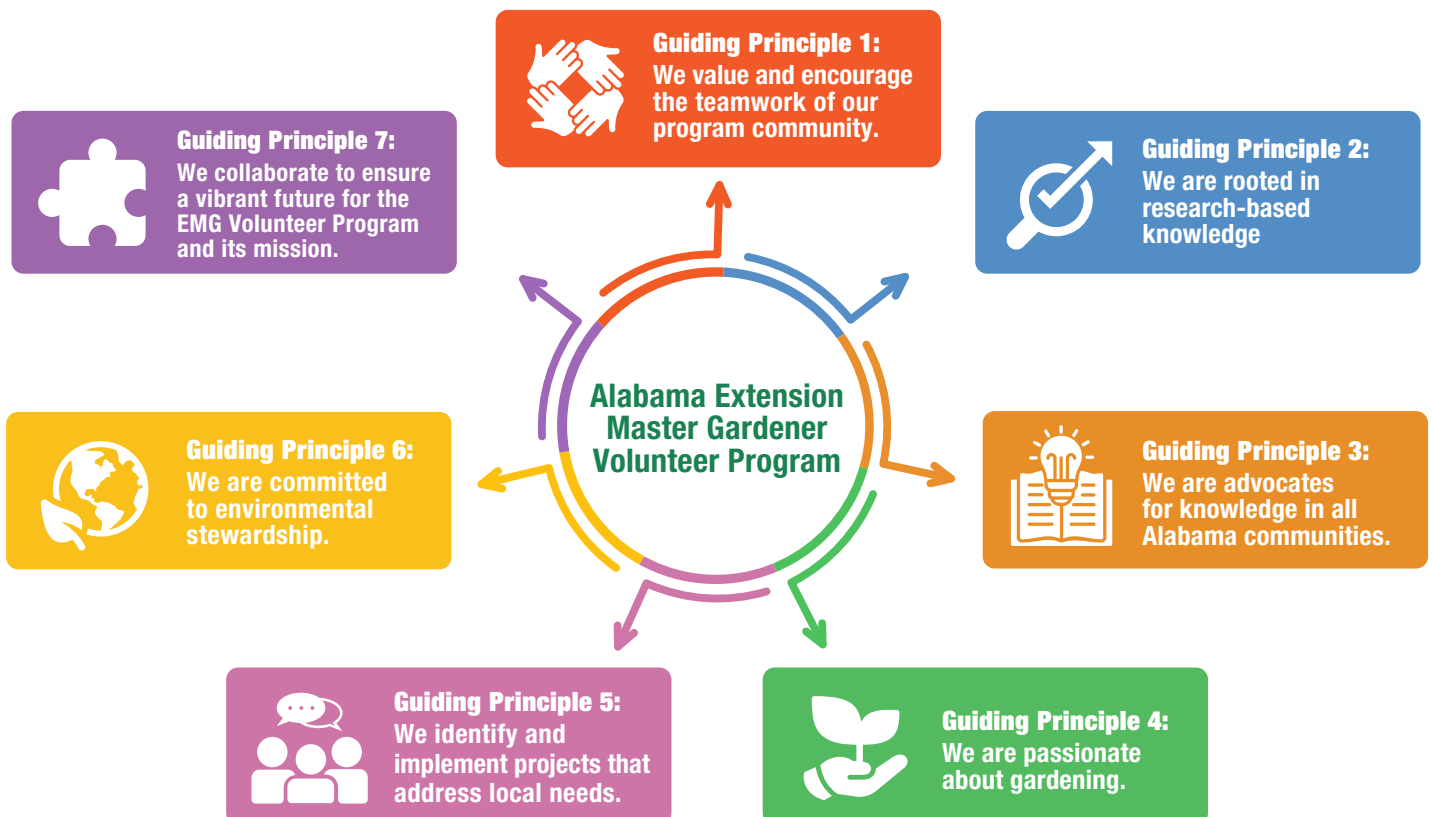 Guiding Principle 1:
We value and encourage
the teamwork of our
program community.
Guiding Principle 2:
We are rooted in
research-based
knowledge
Guiding Principle 3:
We are advocates
for knowledge in all
Alabama communities.
Guiding Principle 4:
We are passionate
about gardening.
Guiding Principle 5:
We identify and
implement projects that
address local needs.
Guiding Principle 6:
We are committed
to environmental
stewardship.
Guiding Principle 7:
We collaborate to ensure
a vibrant future for the
EMG Volunteer Program
and its mission.
Alabama Extension
Master Gardener
Volunteer Program